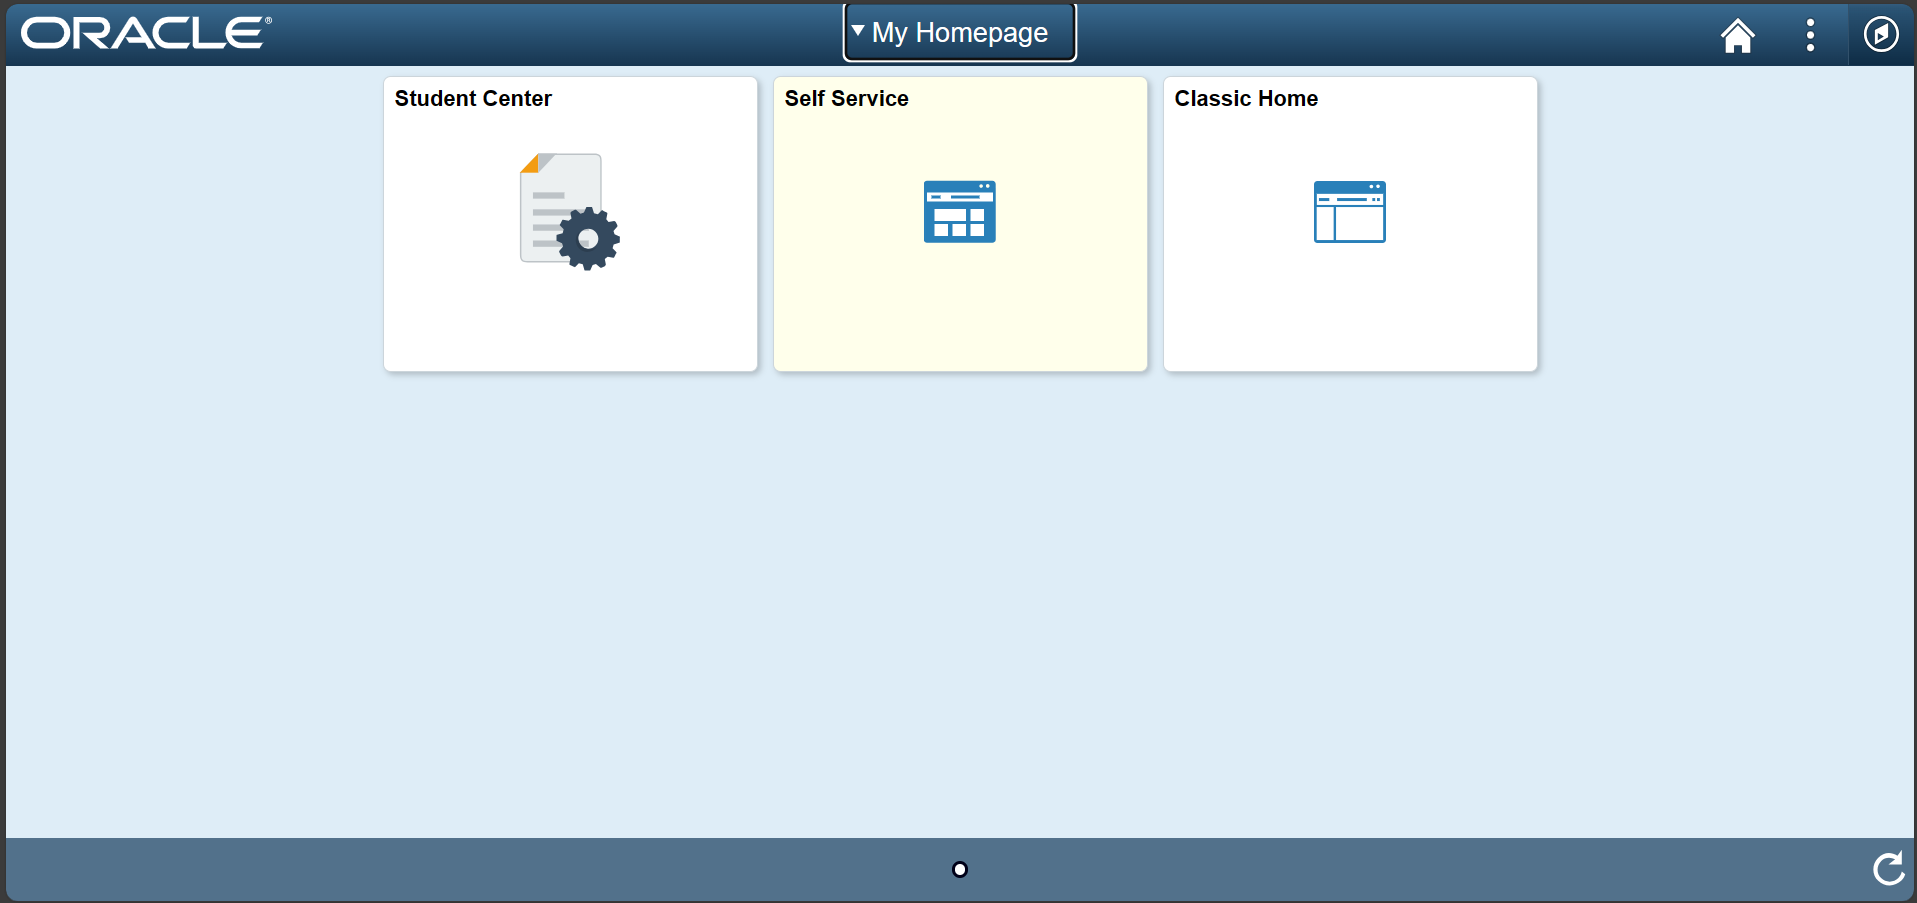 ORACLE®
My Homepage
Student Center
Self Service
Classic Home